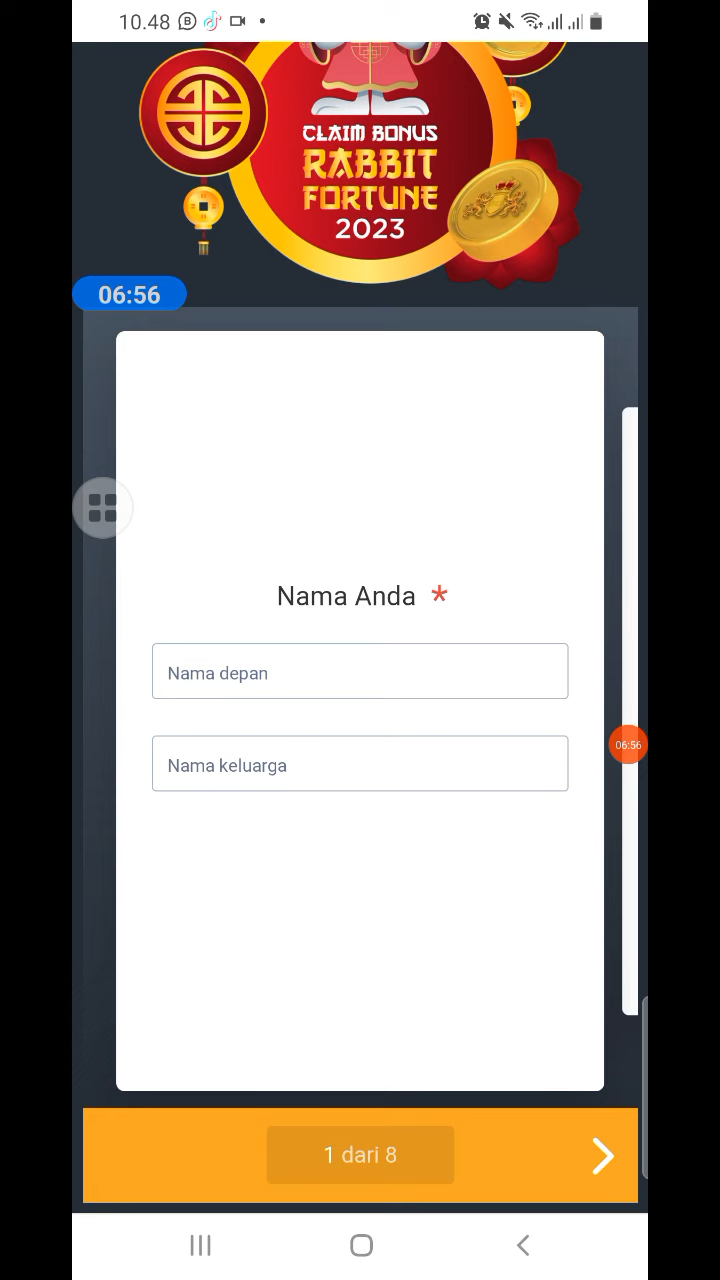 10.48
CLAIM BONUS
RABBIT
FORTUNE
2023
06:56
Nama Anda *
Nama depan
Nama keluarga
06:56
1 dari 8